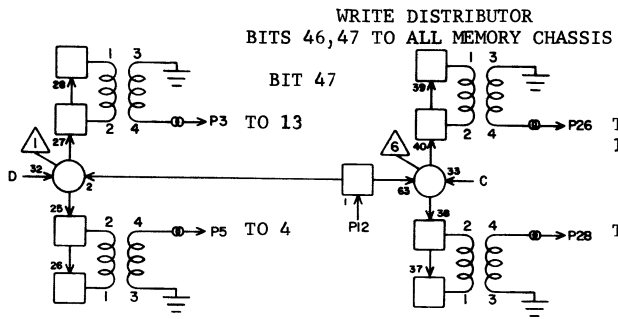 WRITE DISTRIBUTOR
BITS 46,47 TO ALL MEMORY CHASSIS
BIT 47
1 3
28
2 4
P3 TO 13
27
1
D 32
2
25
2 4
P5 TO 4
26
1 3
1
P12
1 3
39
2 4
P26 T
1
40
6
63
33 C
38
2 4
P28 T
37
1 3